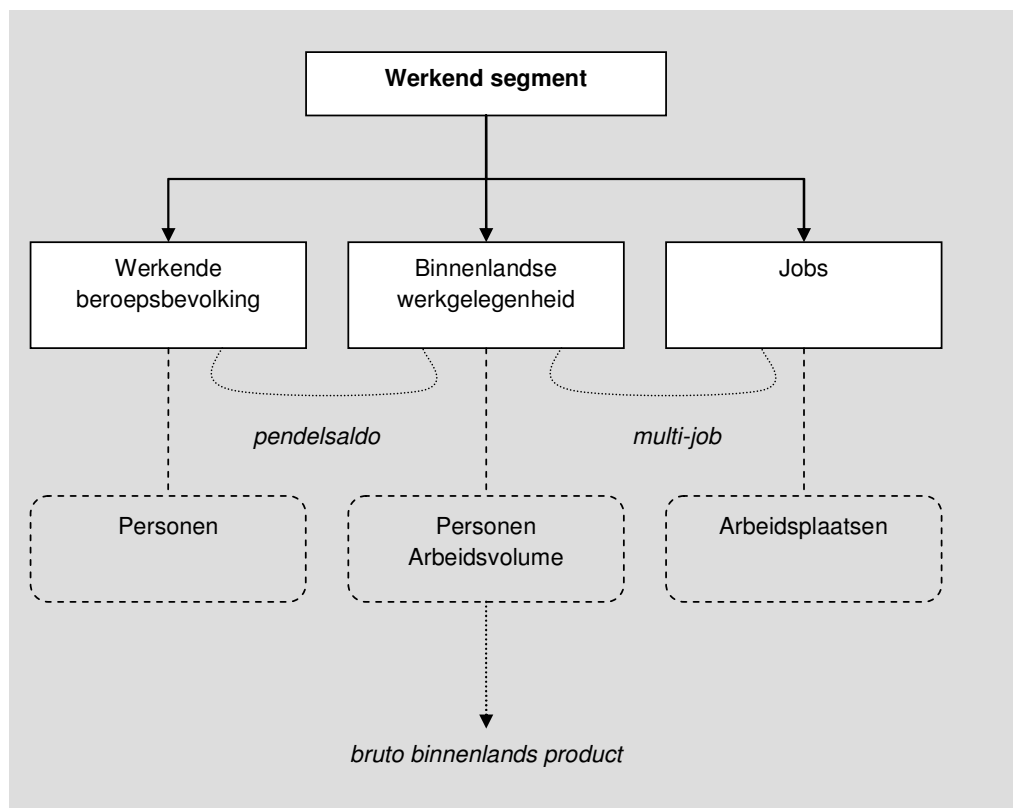 Werkend segment
Werkende
beroepsbevolking
Binnenlandse
werkgelegenheid
Jobs
pendelsaldo
multi-job
Personen
Personen
Arbeidsvolume
Arbeidsplaatsen
bruto binnenlands product